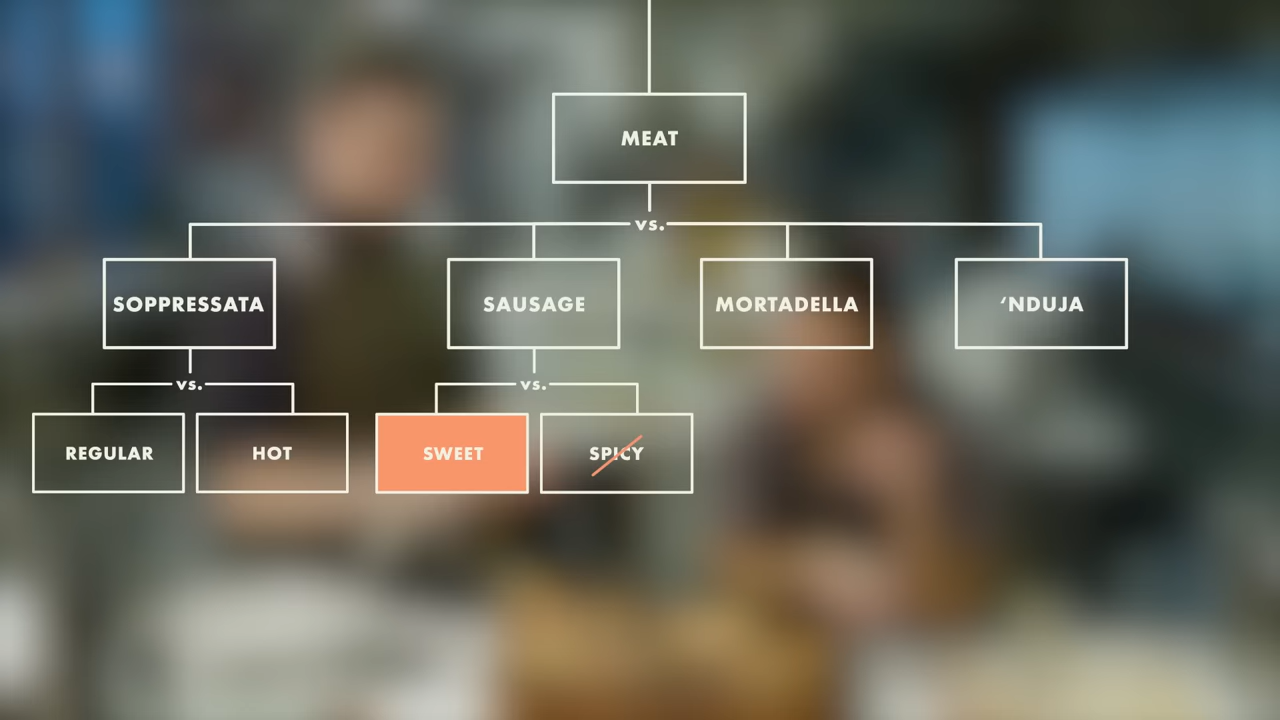 MEAT
vs.
SOPPRESSATA
SAUSAGE
MORTADELLA
‘NDUJA
vs.
vs.
REGULAR
HOT
SWEET
SPICY